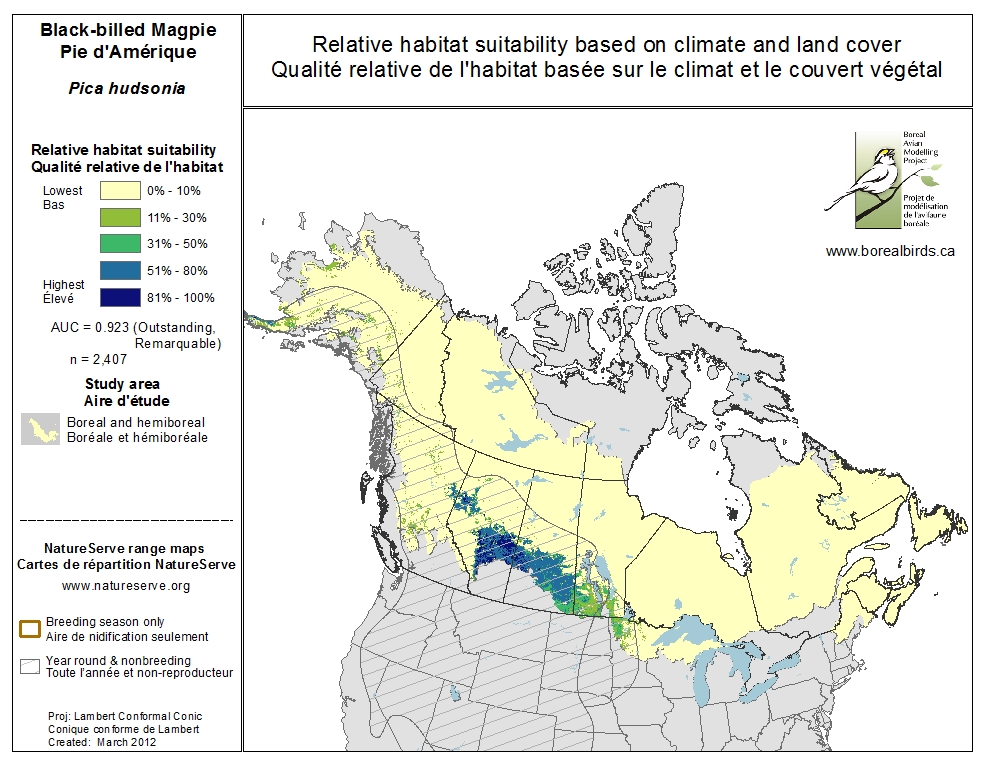 Black-billed Magpie
Pie d'Amérique
Pica hudsonia
Relative habitat suitability based on climate and land cover
Qualité relative de l'habitat basée sur le climat et le couvert végétal
Relative habitat suitability
Qualité relative de l'habitat
Lowest
Bas
0% - 10%
11% - 30%
31% - 50%
51% - 80%
Highest
Élevé
81% - 100%
AUC = 0.923 (Outstanding,
Remarquable)
n = 2,407
Study area
Aire d'étude
Boreal and hemiboreal
Boréale et hémiboréale
NatureServe range maps
Cartes de répartition NatureServe
www.natureserve.org
Breeding season only
Aire de nidification seulement
Year round & nonbreeding
Toute l'année et non-reproducteur
Proj: Lambert Conformal Conic
Conique conforme de Lambert
Created: March 2012
Boreal
Avian
Modelling
Project
Projet de
modélisation
de l'avifaune
boréale
www.borealbirds.ca